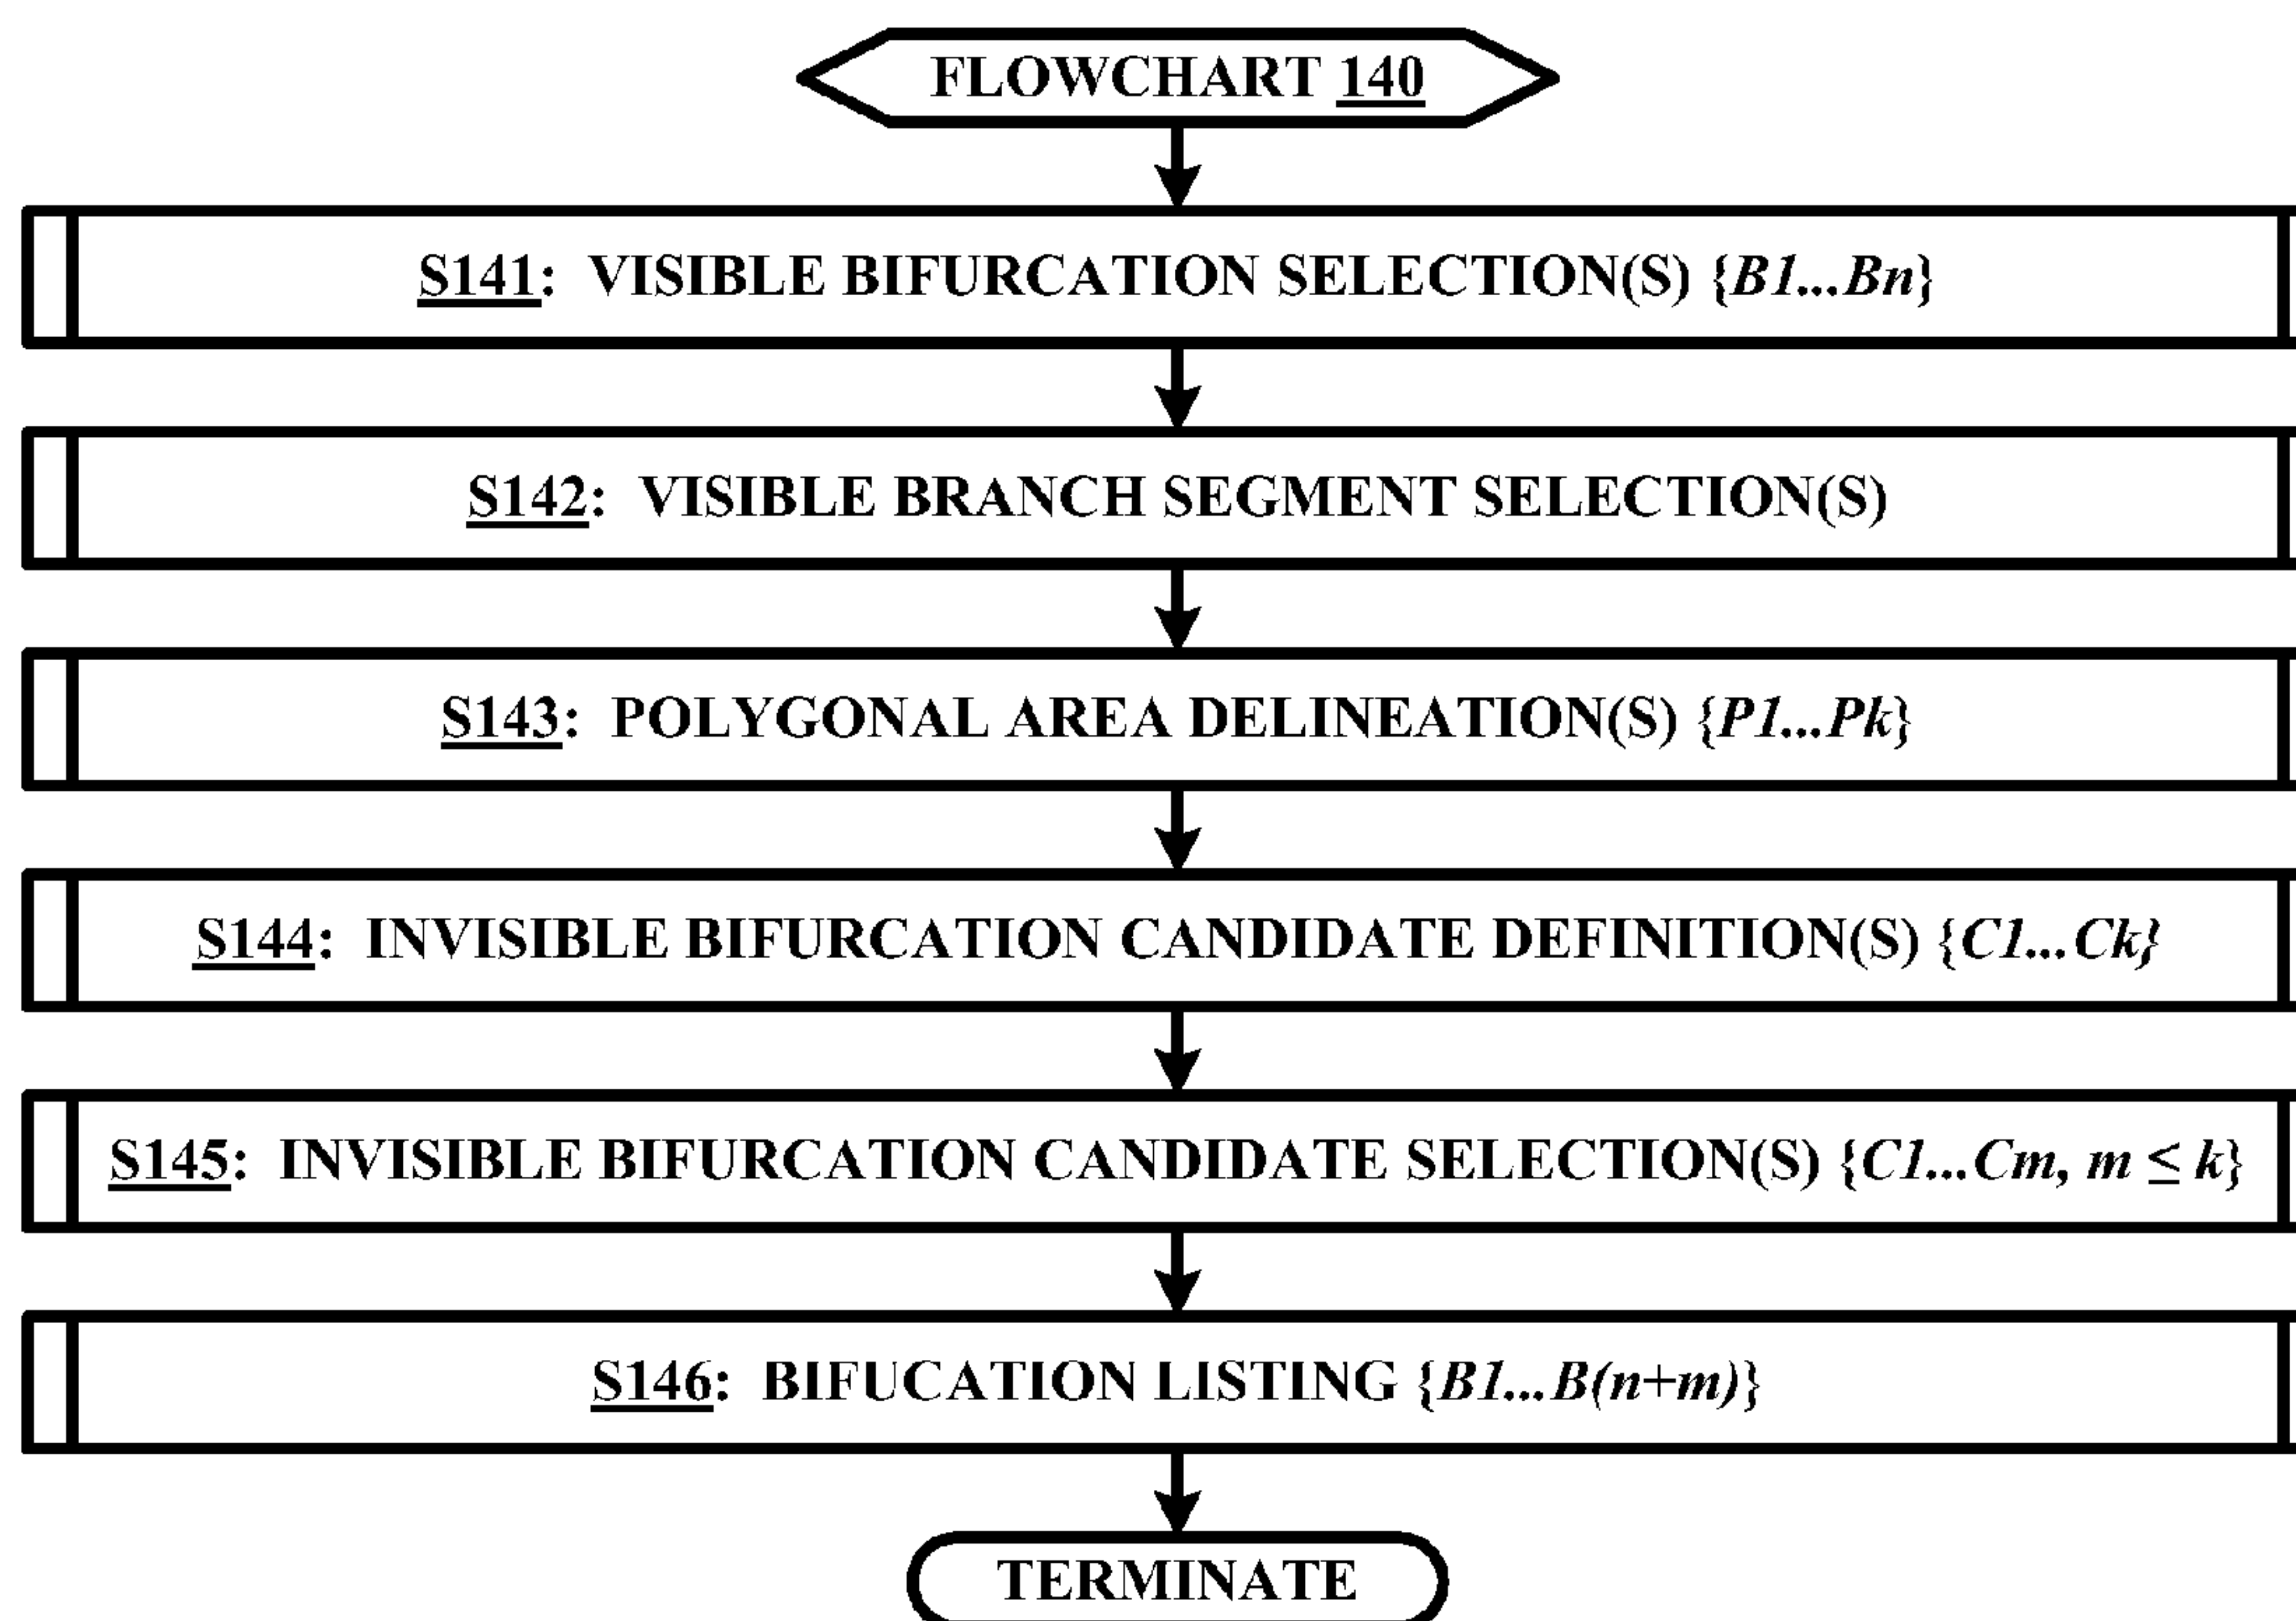 FLOWCHART 140
S141: VISIBLE BIFURCATION SELECTION(S) {B1...Bn}
S142: VISIBLE BRANCH SEGMENT SELECTION(S)
S143: POLYGONAL AREA DELINEATION(S) {P1...Pk}
S144: INVISIBLE BIFURCATION CANDIDATE DEFINITION(S) {C1...Ck}
S145: INVISIBLE BIFURCATION CANDIDATE SELECTION(S) {C1...Cm, m ≤ k}
S146: BIFUCATION LISTING {B1...B(n+m)}
TERMINATE